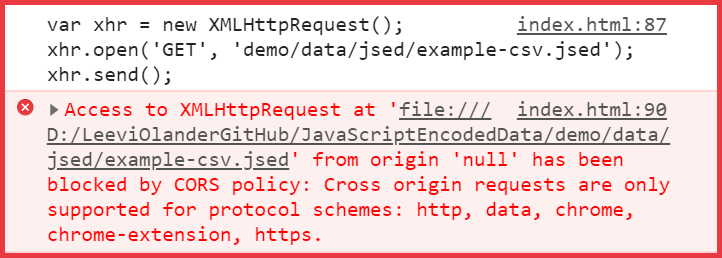 var xhr = new XMLHttpRequest(); index.html:87
xhr.open('GET', 'demo/data/jsed/example-csv.jsed');
xhr.send();
Access to XMLHttpRequest at 'file:/// index.html:90
D:/LeeviOlanderGitHub/JavaScriptEncodedData/demo/data/
jsed/example-csv.jsed' from origin 'null' has been
blocked by CORS policy: Cross origin requests are only
supported for protocol schemes: http, data, chrome,
chrome-extension, https.